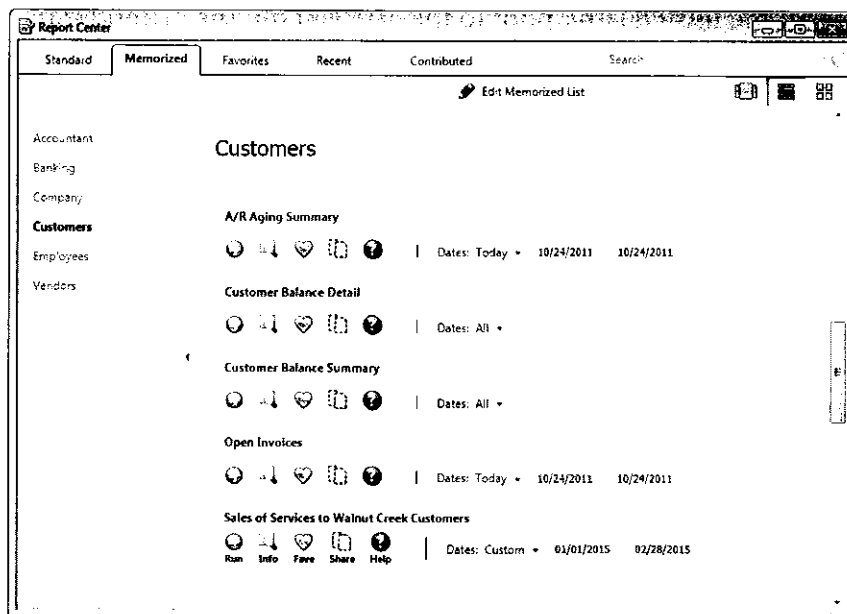 Report Center
Standard Memorized Favorites Recent Contributed Search
Edit Memorized List
Accountant
Banking
Company
Customers
Employees
Vendors
Customers
A/R Aging Summary
Dates: Today 10/24/2011 10/24/2011
Customer Balance Detail
Dates: All
Customer Balance Summary
Dates: All
Open Invoices
Dates: Today 10/24/2011 10/24/2011
Sales of Services to Walnut Creek Customers
Run Info Fave Share Help Dates: Custom 01/01/2015 02/28/2015